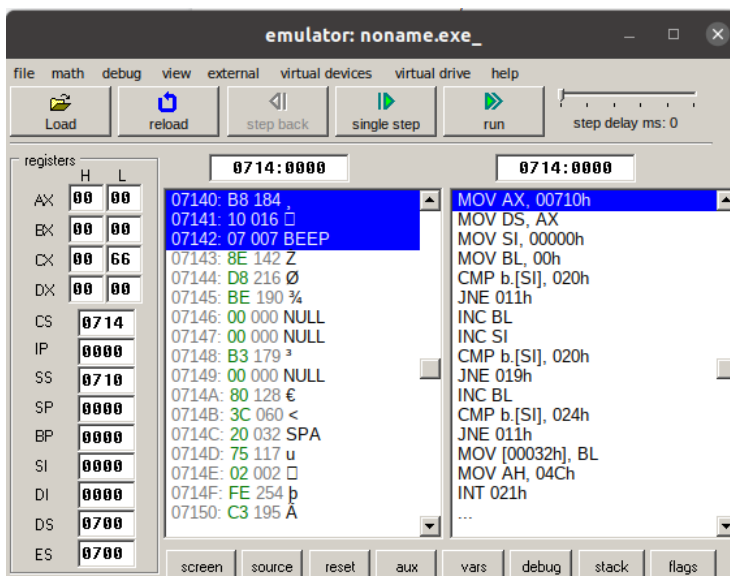 emulator: noname.exe_
file math debug view external virtual devices virtual drive help
Load reload step back single step run step delay ms: 0
registers
H L
AX 00 00
BX 00 00
CX 00 66
DX 00 00
CS 0714
IP 0000
SS 0710
SP 0000
BP 0000
SI 0000
DI 0000
DS 0700
ES 0700
0714:0000
07140: B8 184 ¸
07141: 10 016 □
07142: 07 007 BEEP
07143: 8E 142 Z
07144: D8 216 Ø
07145: BE 190 ¾
07146: 00 000 NULL
07147: 00 000 NULL
07148: B3 179 ³
07149: 00 000 NULL
0714A: 80 128 €
0714B: 3C 060 <
0714C: 20 032 SPA
0714D: 75 117 u
0714E: 02 002 □
0714F: FE 254 þ
07150: C3 195 Ã
0714:0000
MOV AX, 00710h
MOV DS, AX
MOV SI, 00000h
MOV BL, 00h
CMP b.[SI], 020h
JNE 011h
INC BL
INC SI
CMP b.[SI], 020h
JNE 019h
INC BL
CMP b.[SI], 024h
JNE 011h
MOV [00032h], BL
MOV AH, 04Ch
INT 021h
...
screen source reset aux vars debug stack flags